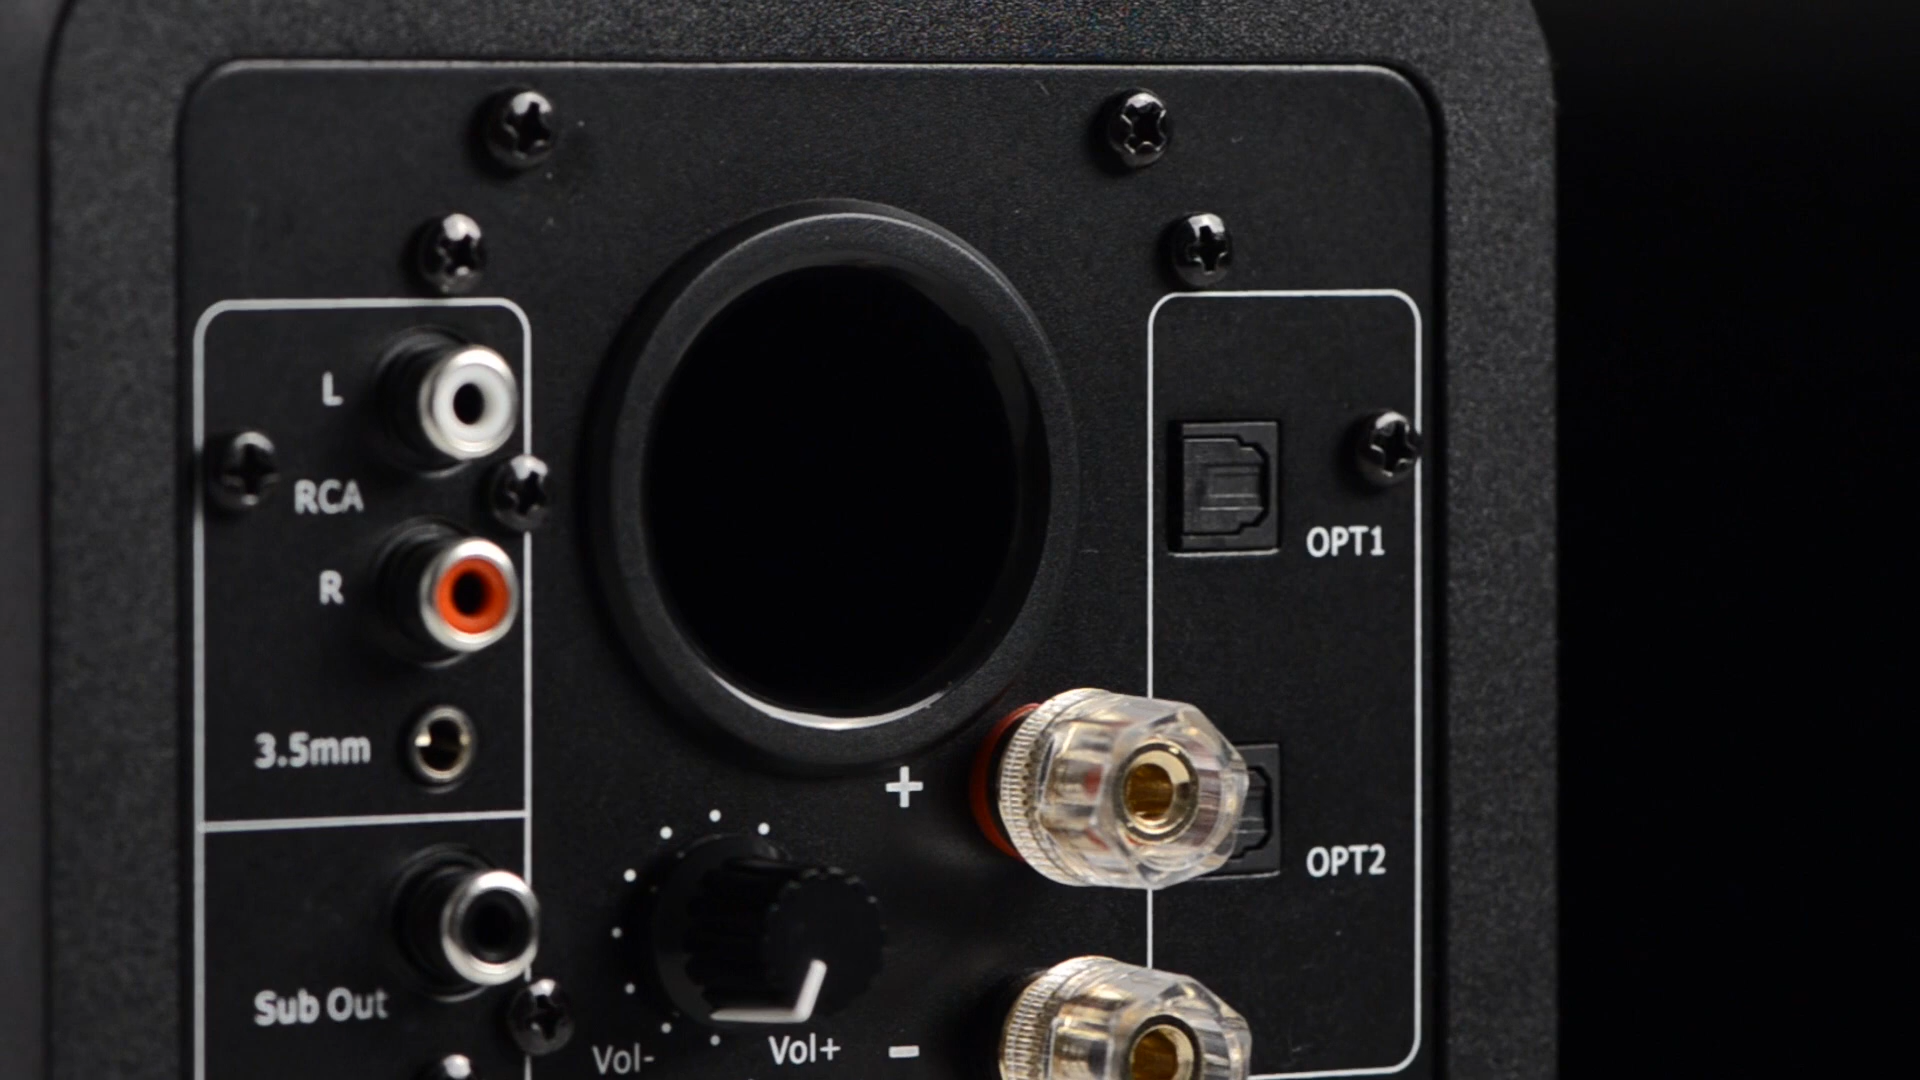 L
RCA
R
3.5mm
Sub Out
+
Vol-
Vol+
-
OPT1
OPT2